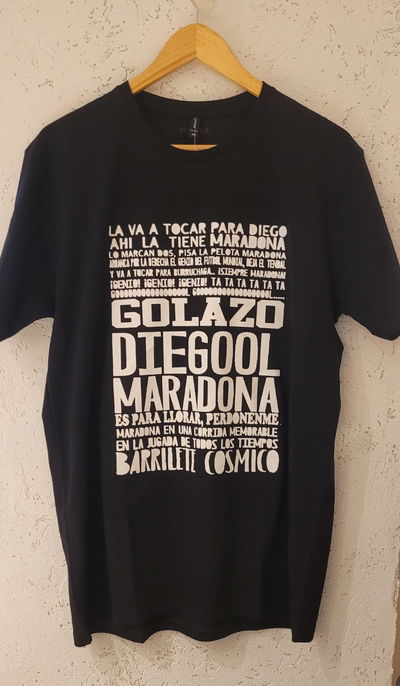 LA VA A TOCAR PARA DIEGO
AHI LA TIENE MARADONA
LO MARCAN DOS, PISA LA PELOTA MARADONA
ARRANCA POR LA DERECHA EL GENIO DEL FUTBOL MUNDIAL, DEJA EL TENDAL
Y VA A TOCAR PARA BURRUCHAGA.. ¡SIEMPRE MARADONA!
¡GENIO! ¡GENIO! ¡GENIO! TA TA TA TA TA TA
GOLAZO
DIEGOOL
MARADONA
ES PARA LLORAR, PERDONENME.
MARADONA EN UNA CORRIDA MEMORABLE
EN LA JUGADA DE TODOS LOS TIEMPOS
BARRILETE COSMICO